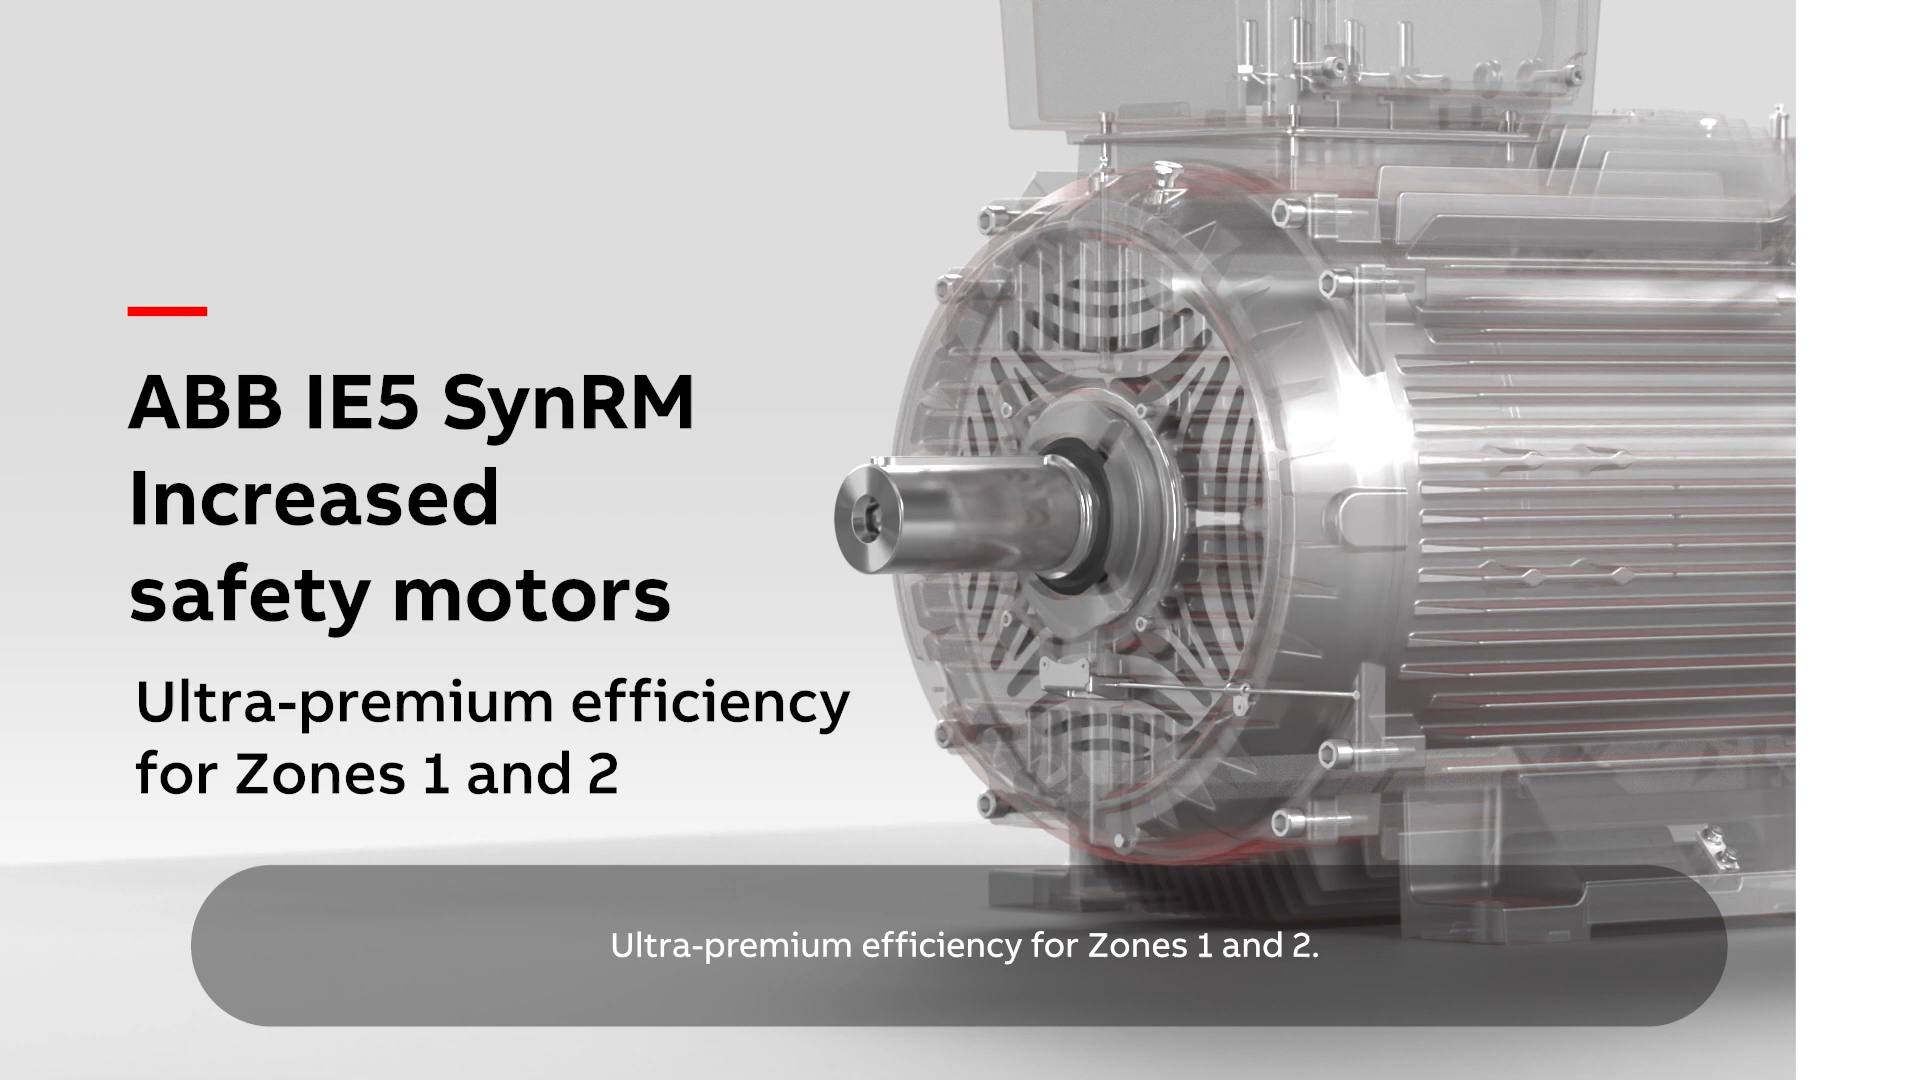 ABB IE5 SynRM
Increased
safety motors
Ultra-premium efficiency
for Zones 1 and 2
Ultra-premium efficiency for Zones 1 and 2.